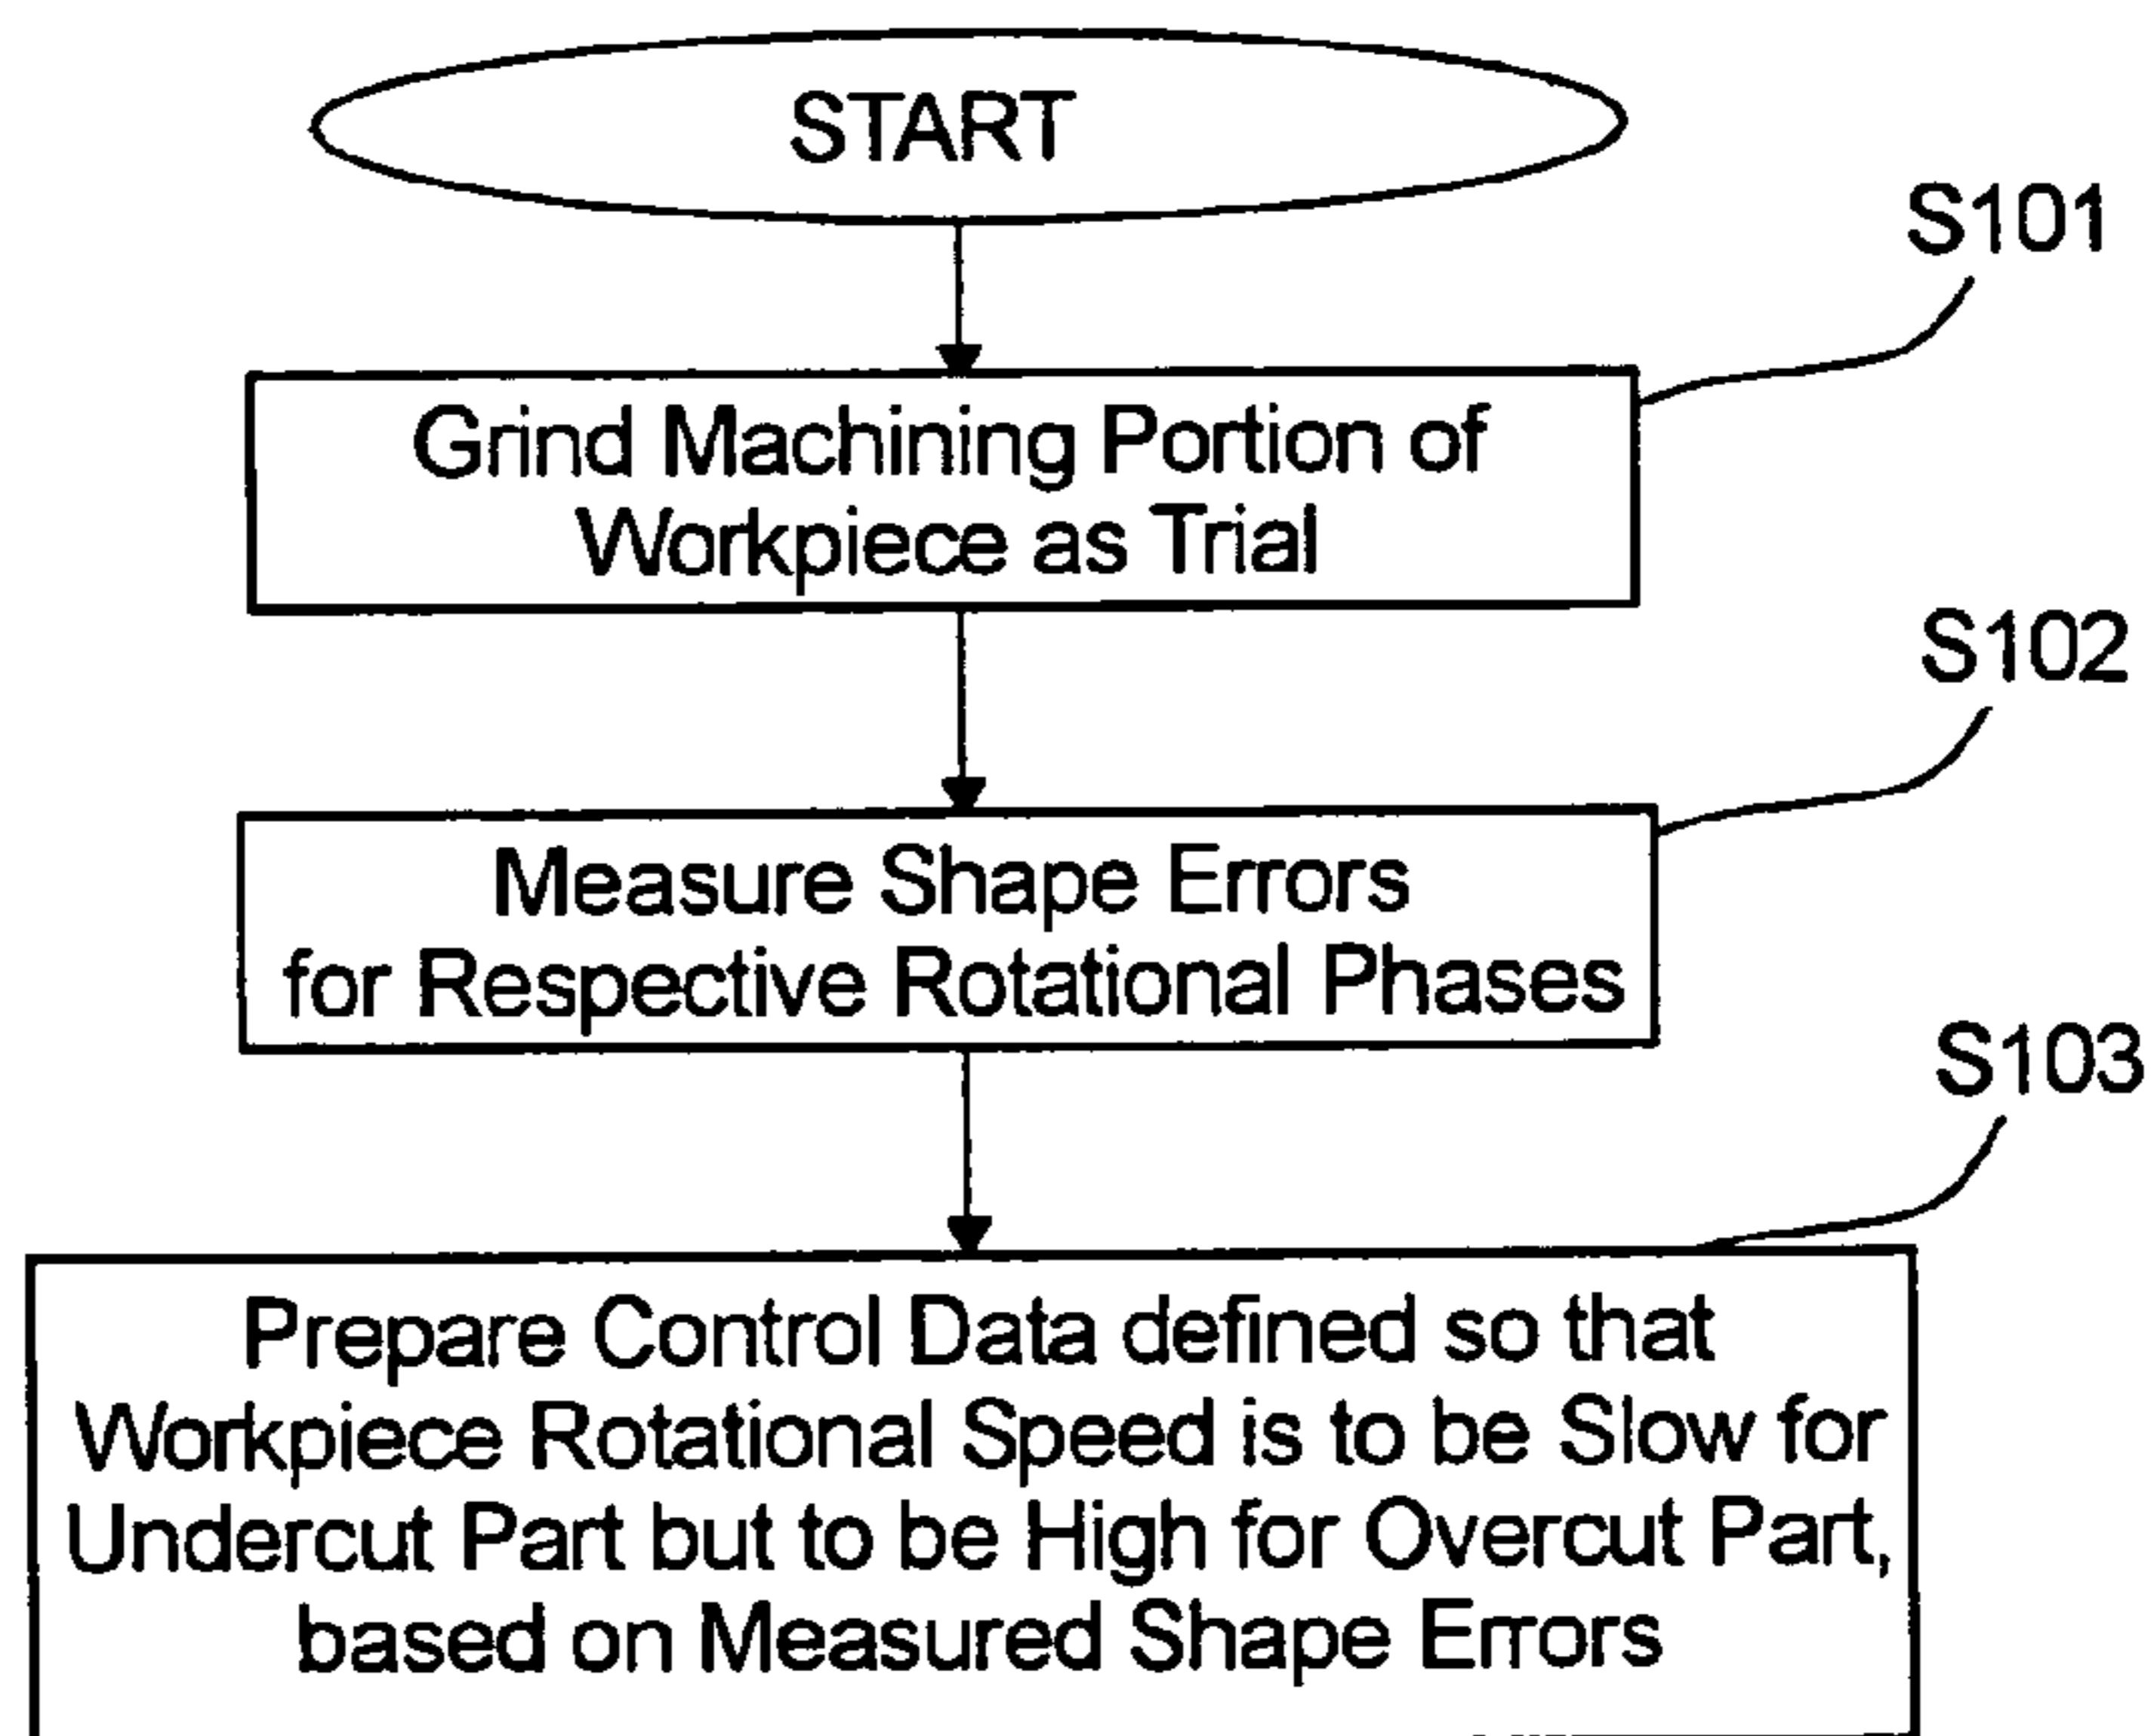 START
S101
Grind Machining Portion of
Workpiece as Trial
S102
Measure Shape Errors
for Respective Rotational Phases
S103
Prepare Control Data defined so that
Workpiece Rotational Speed is to be Slow for
Undercut Part but to be High for Overcut Part,
based on Measured Shape Errors